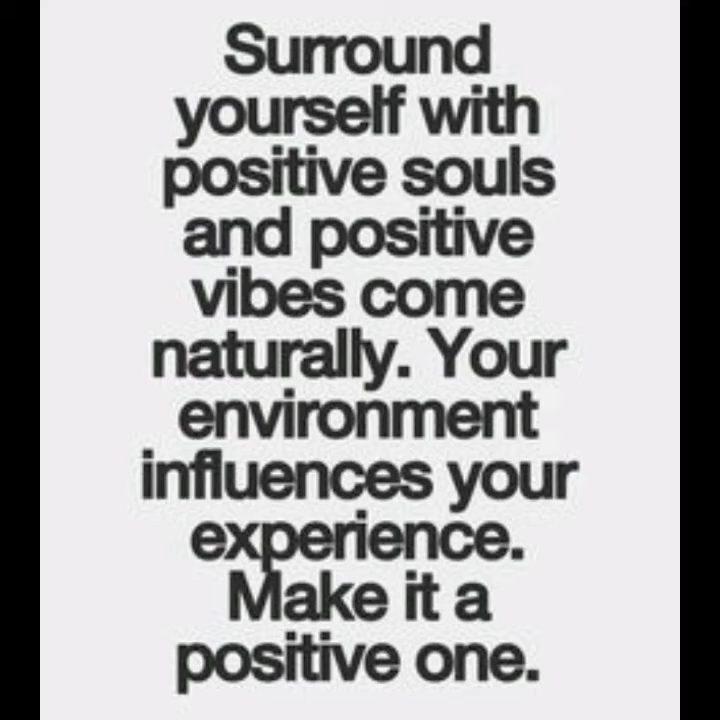 Surround
yourself with
positive souls
and positive
vibes come
naturally. Your
environment
influences your
experience.
Make it a
positive one.